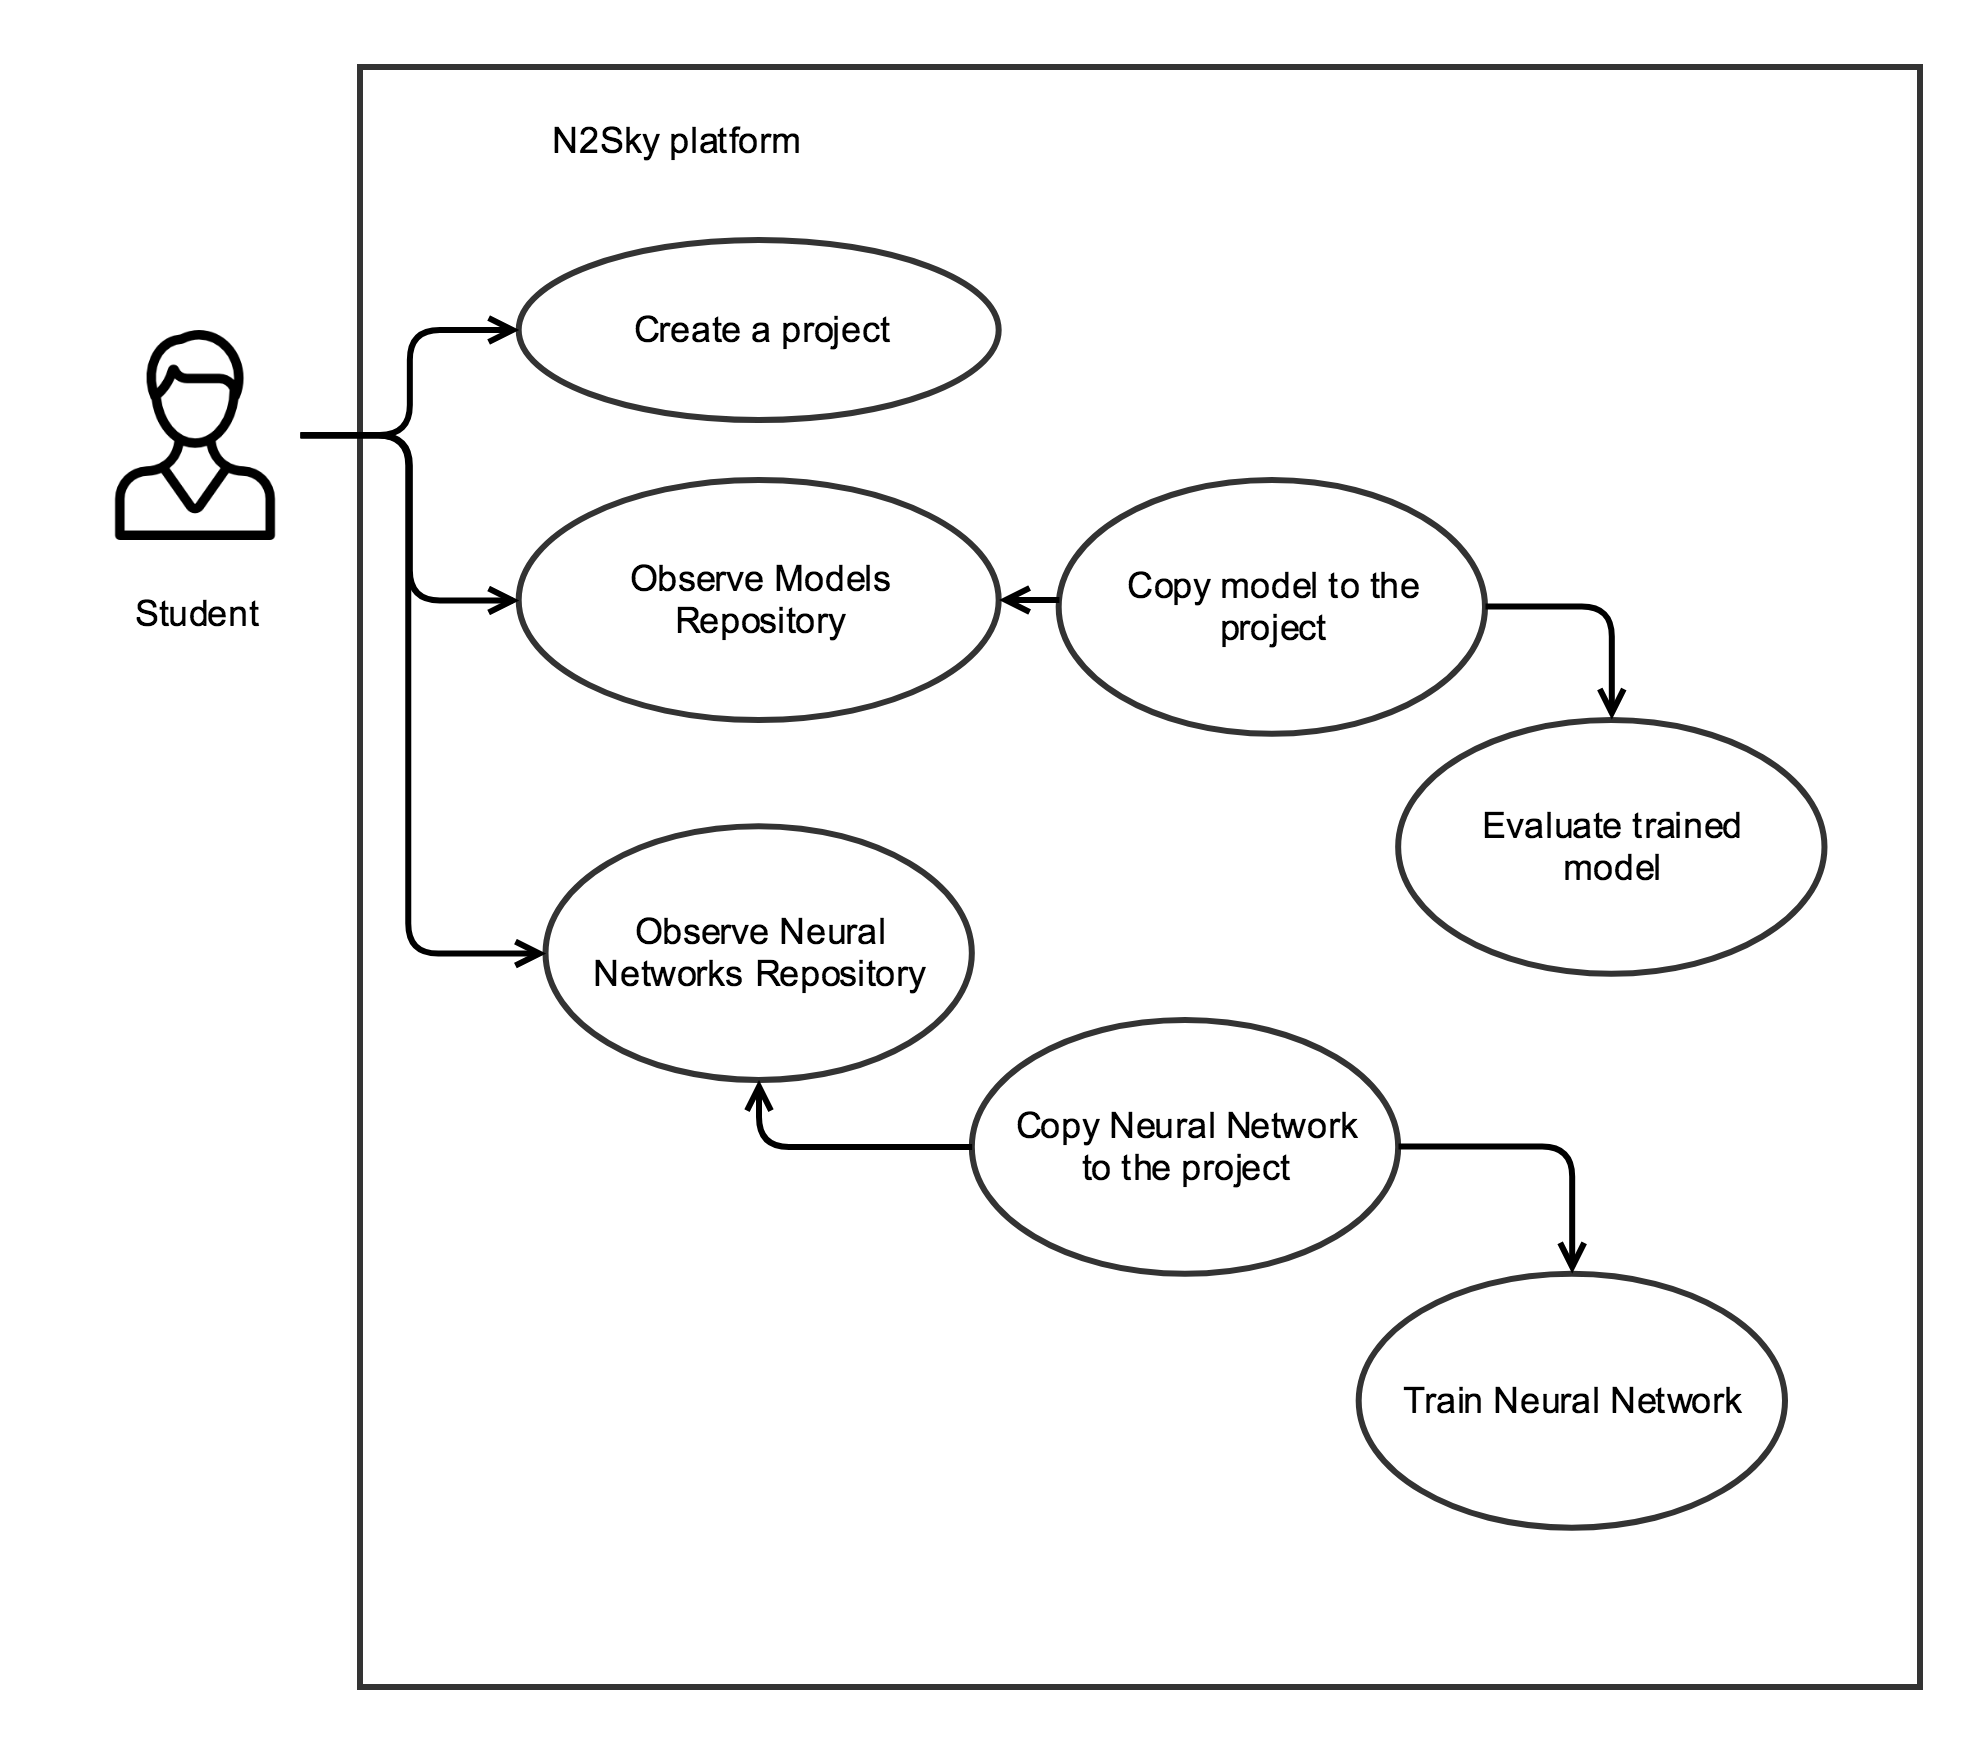 N2Sky platform
Create a project
Student
Observe Models
Repository
Copy model to the
project
Evaluate trained
model
Observe Neural
Networks Repository
Copy Neural Network
to the project
Train Neural Network